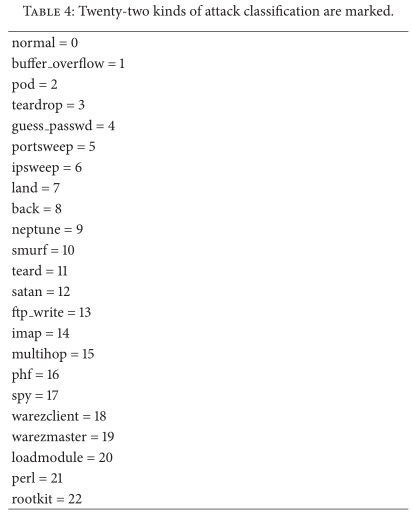 TABLE 4: Twenty-two kinds of attack classification are marked.
normal = 0
buffer_overflow = 1
pod = 2
teardrop = 3
guess_passwd = 4
portsweep = 5
ipsweep = 6
land = 7
back = 8
neptune = 9
smurf = 10
teard = 11
satan = 12
ftp_write = 13
imap = 14
multihop = 15
phf = 16
spy = 17
warezclient = 18
warezmaster = 19
loadmodule = 20
perl = 21
rootkit = 22